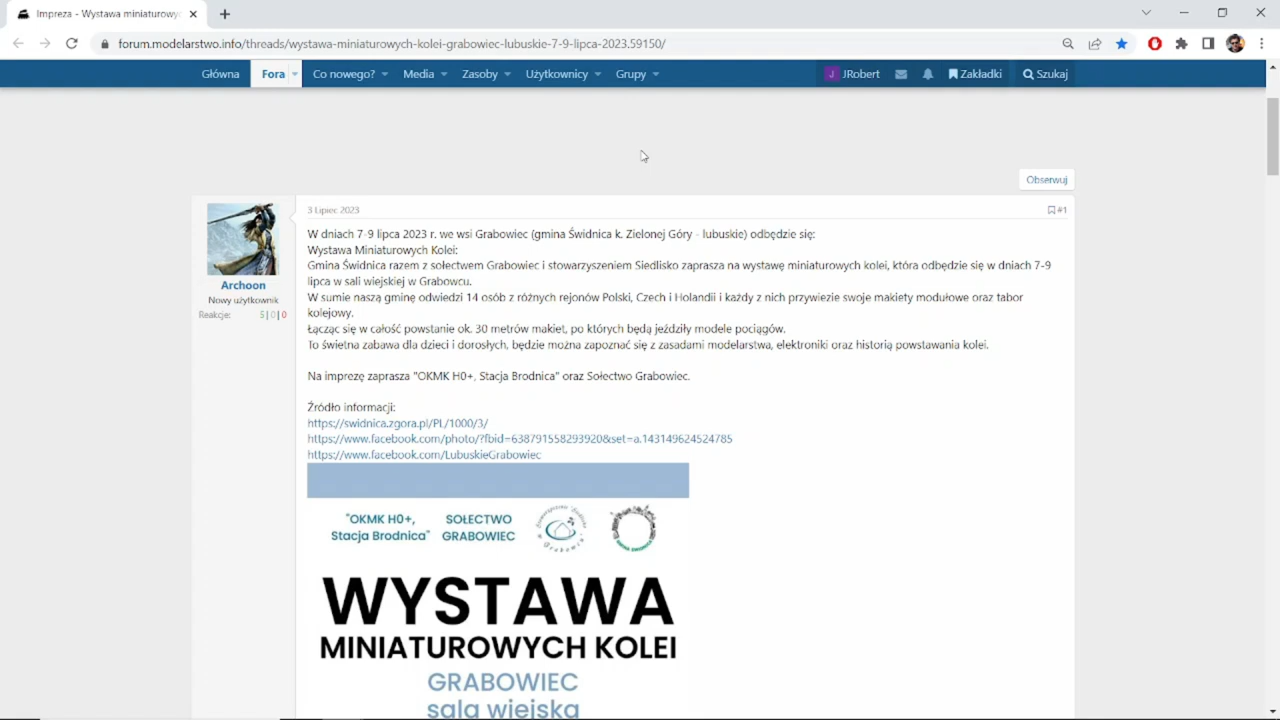 Impreza - Wystawa miniaturowyc
forum.modelarstwo.info/threads/wystawa-miniaturowych-kolei-grabowiec-lubuskie-7-9-lipca-2023.59150/
Główna Fora Co nowego? Media Zasoby Użytkownicy Grupy J JRobert Zakładki Szukaj
Obserwuj
3 Lipiec 2023 #1
Archoon
Nowy użytkownik
Reakcje: 5|0|0
W dniach 7-9 lipca 2023 r. we wsi Grabowiec (gmina Świdnica k. Zielonej Góry - lubuskie) odbędzie się:
Wystawa Miniaturowych Kolei:
Gmina Świdnica razem z sołectwem Grabowiec i stowarzyszeniem Siedlisko zaprasza na wystawę miniaturowych kolei, która odbędzie się w dniach 7-9
lipca w sali wiejskiej w Grabowcu.
W sumie naszą gminę odwiedzi 14 osób z różnych rejonów Polski, Czech i Holandii i każdy z nich przywiezie swoje makiety modułowe oraz tabor
kolejowy.
Łącząc się w całość powstanie ok. 30 metrów makiet, po których będą jeździły modele pociągów.
To świetna zabawa dla dzieci i dorosłych, będzie można zapoznać się z zasadami modelarstwa, elektroniki oraz historią powstawania kolei.
Na imprezę zaprasza "OKMK H0+, Stacja Brodnica" oraz Sołectwo Grabowiec.
Źródło informacji:
https://swidnica.zgora.pl/PL/1000/3/
https://www.facebook.com/photo/?fbid=638791558293920&set=a.143149624524785
https://www.facebook.com/LubuskieGrabowiec
"OKMK H0+,
Stacja Brodnica"
SOŁECTWO
GRABOWIEC
WYSTAWA
MINIATUROWYCH KOLEI
GRABOWIEC
sala wiejska